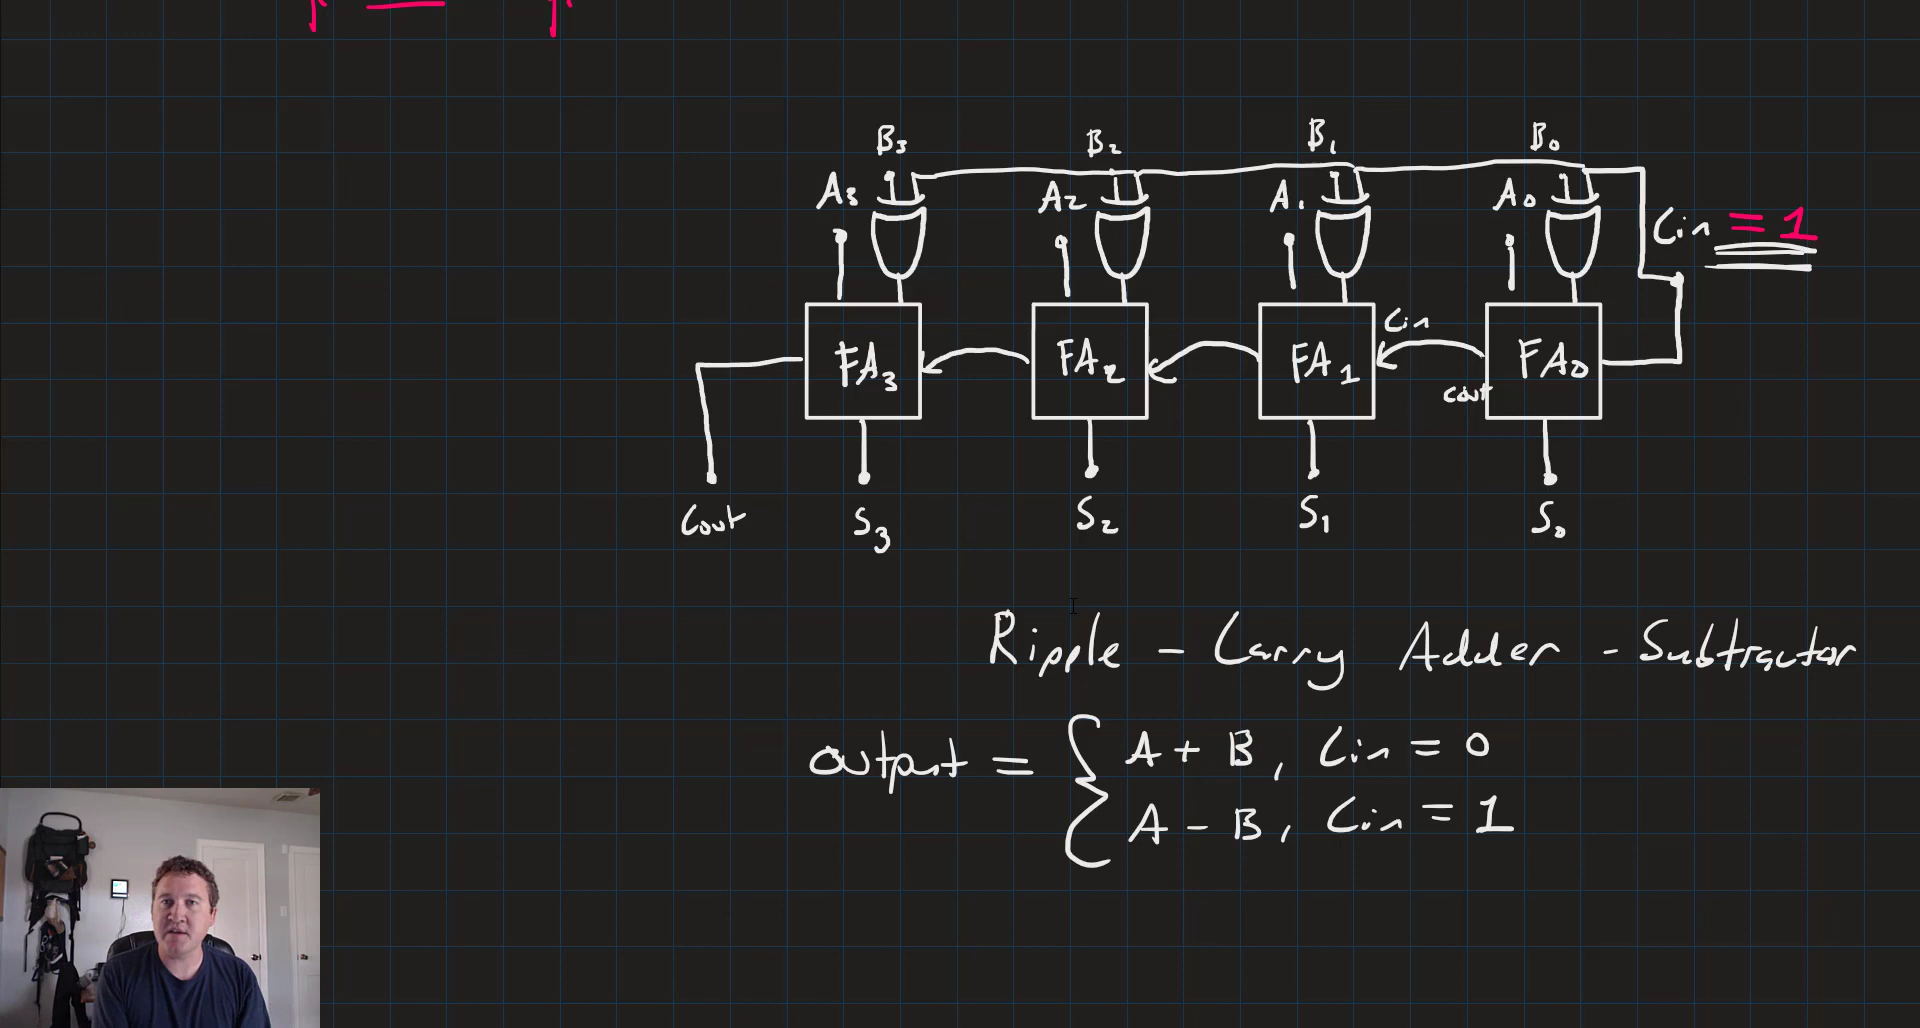 B₃ B₂ B₁ B₀
A₃ A₂ A₁ A₀ Cin = 1
Cin
FA₃ FA₂ FA₁ FA₀
Cout
Cout S₃ S₂ S₁ S₀
Ripple - Carry Adder - Subtractor
output = { A + B, Cin = 0
A - B, Cin = 1